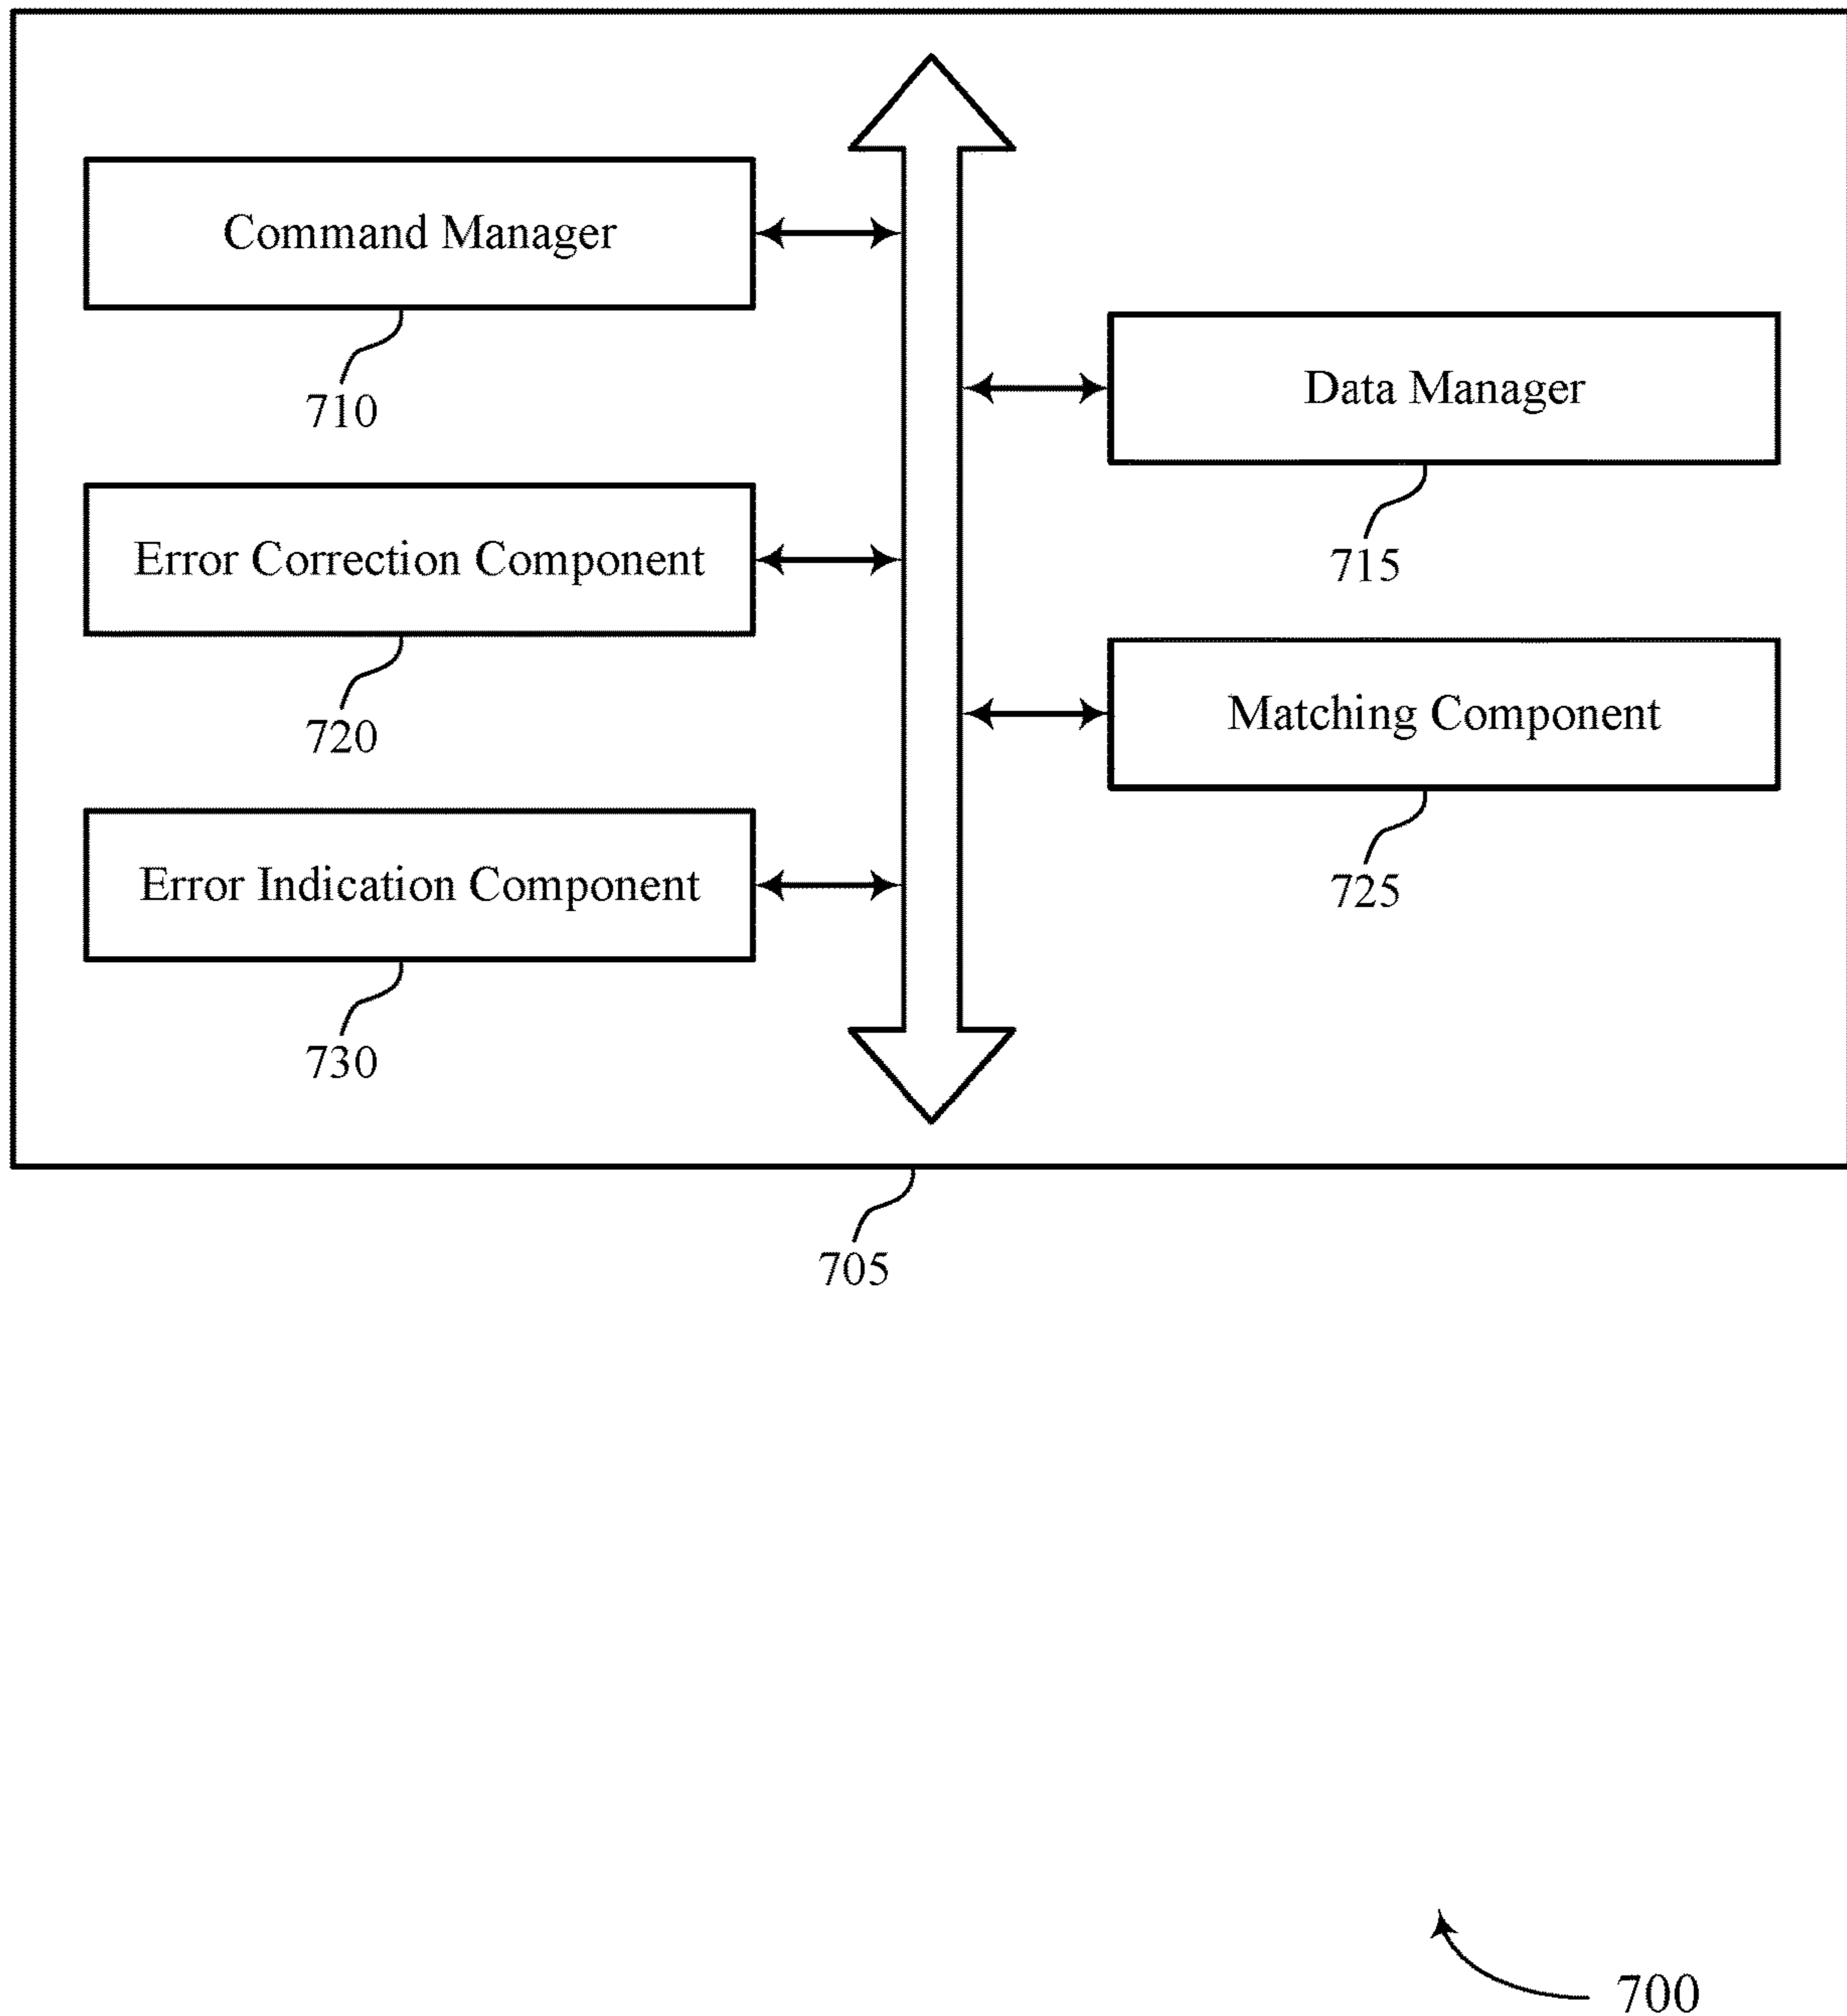 Command Manager
710
Data Manager
715
Error Correction Component
720
Matching Component
725
Error Indication Component
730
705
700